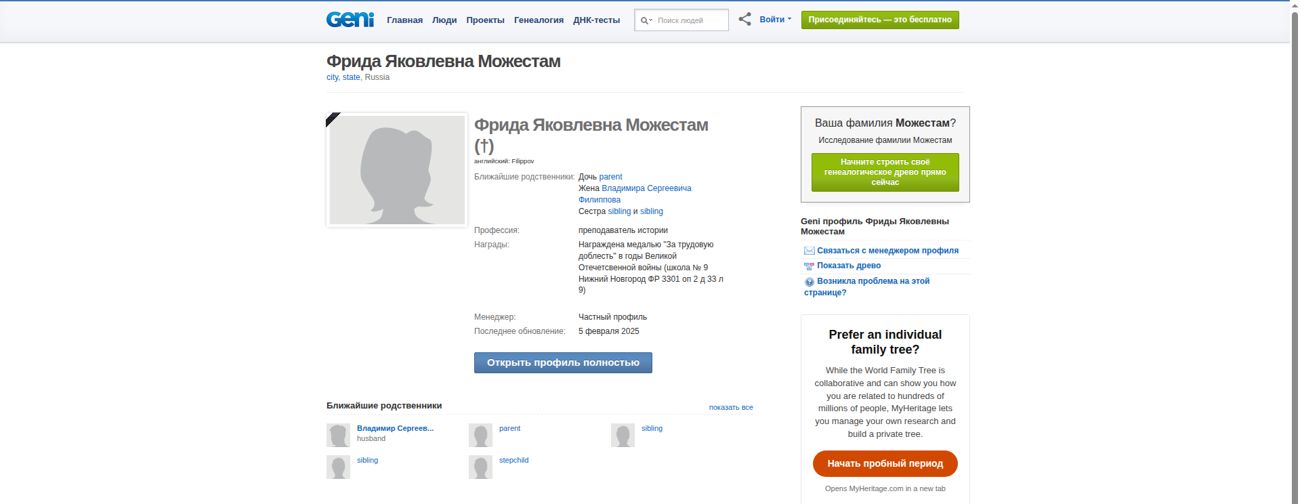 Geni
Главная Люди Проекты Генеалогия ДНК-тесты Поиск людей Войти Присоединяйтесь — это бесплатно
Фрида Яковлевна Можестам
city, state, Russia
Фрида Яковлевна Можестам
(†)
английский: Filippov
Ближайшие родственники: Дочь parent
Жена Владимира Сергеевича
Филиппова
Сестра sibling и sibling
Профессия: преподаватель истории
Награды: Награждена медалью "За трудовую
доблесть" в годы Великой
Отечетсвенной войны (школа № 9
Нижний Новгород ФР 3301 оп 2 д 33 л
9)
Менеджер: Частный профиль
Последнее обновление: 5 февраля 2025
Открыть профиль полностью
Ближайшие родственники показать все
Владимир Сергеев...
husband
parent
sibling
sibling
stepchild
Ваша фамилия Можестам?
Исследование фамилии Можестам
Начните строить своё
генеалогическое древо прямо
сейчас
Geni профиль Фриды Яковлевны
Можестам
Связаться с менеджером профиля
Показать древо
Возникла проблема на этой
странице?
Prefer an individual
family tree?
While the World Family Tree is
collaborative and can show you how
you are related to hundreds of
millions of people, MyHeritage lets
you manage your own research and
build a private tree.
Начать пробный период
Opens MyHeritage.com in a new tab